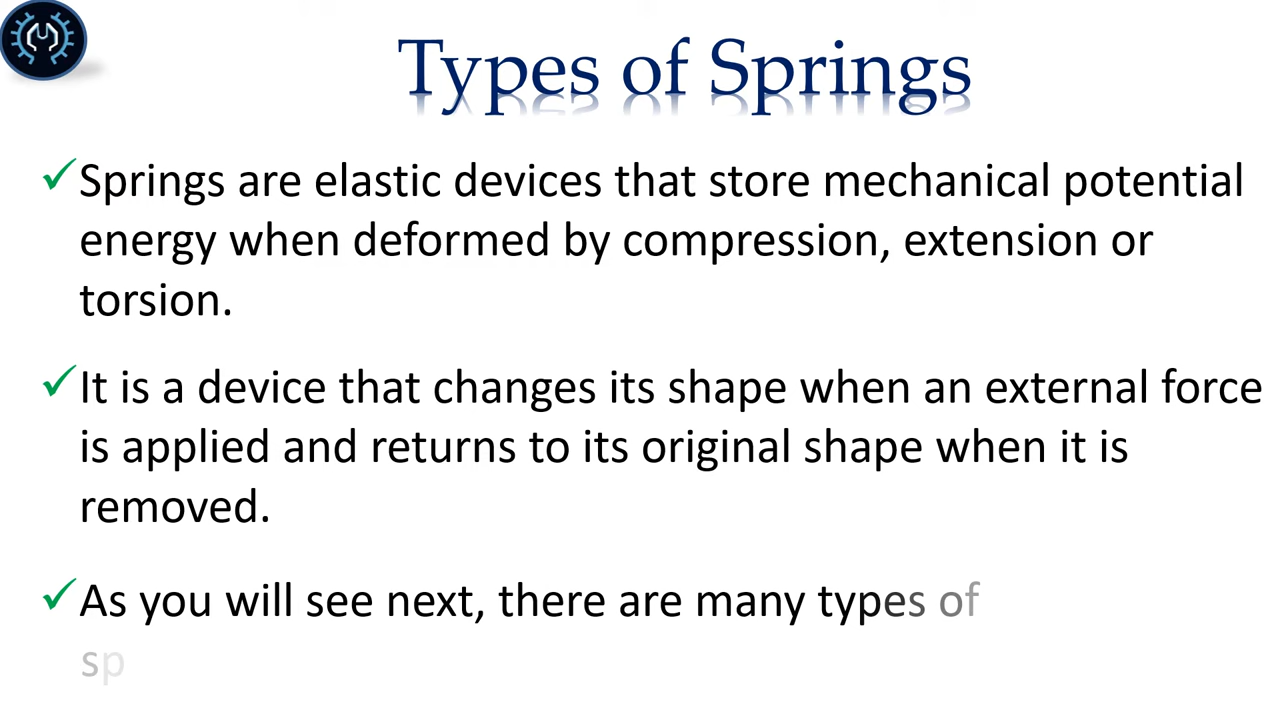 Types of Springs
Springs are elastic devices that store mechanical potential
energy when deformed by compression, extension or
torsion.
It is a device that changes its shape when an external force
is applied and returns to its original shape when it is
removed.
As you will see next, there are many types of
sp